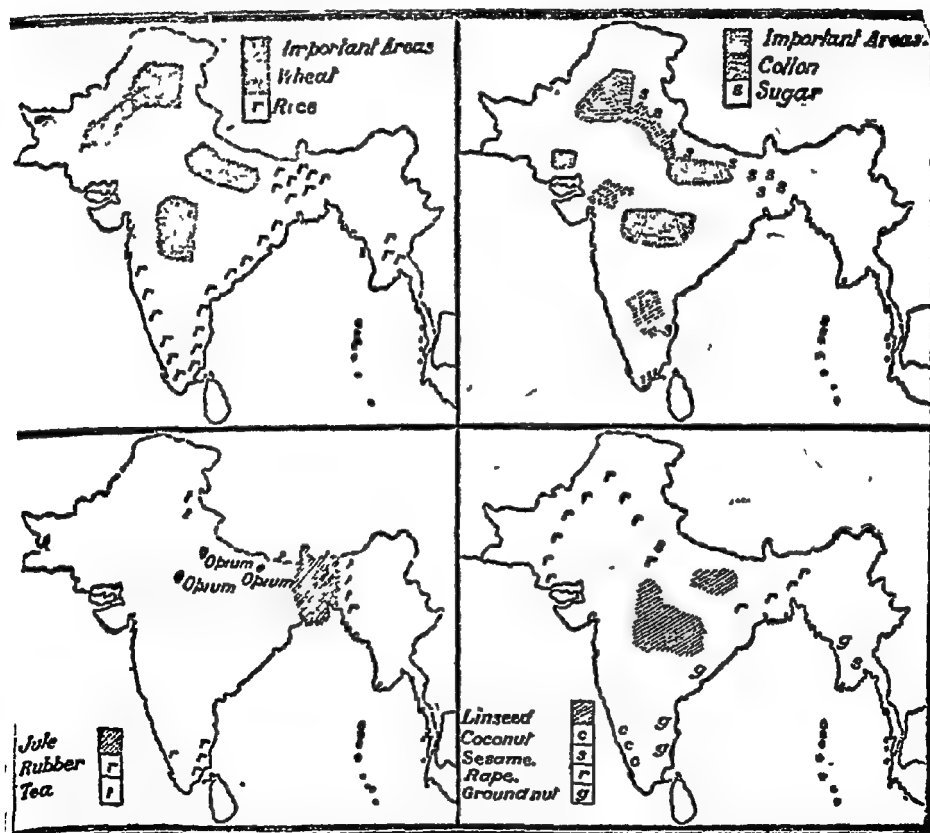 Important Areas
Wheat
r Rice
Important Areas.
Cotton
s Sugar
Opium
Opium Opium
Jute
Rubber r
Tea
Linseed
Coconut c
Sesame. s
Rape. r
Ground nut g